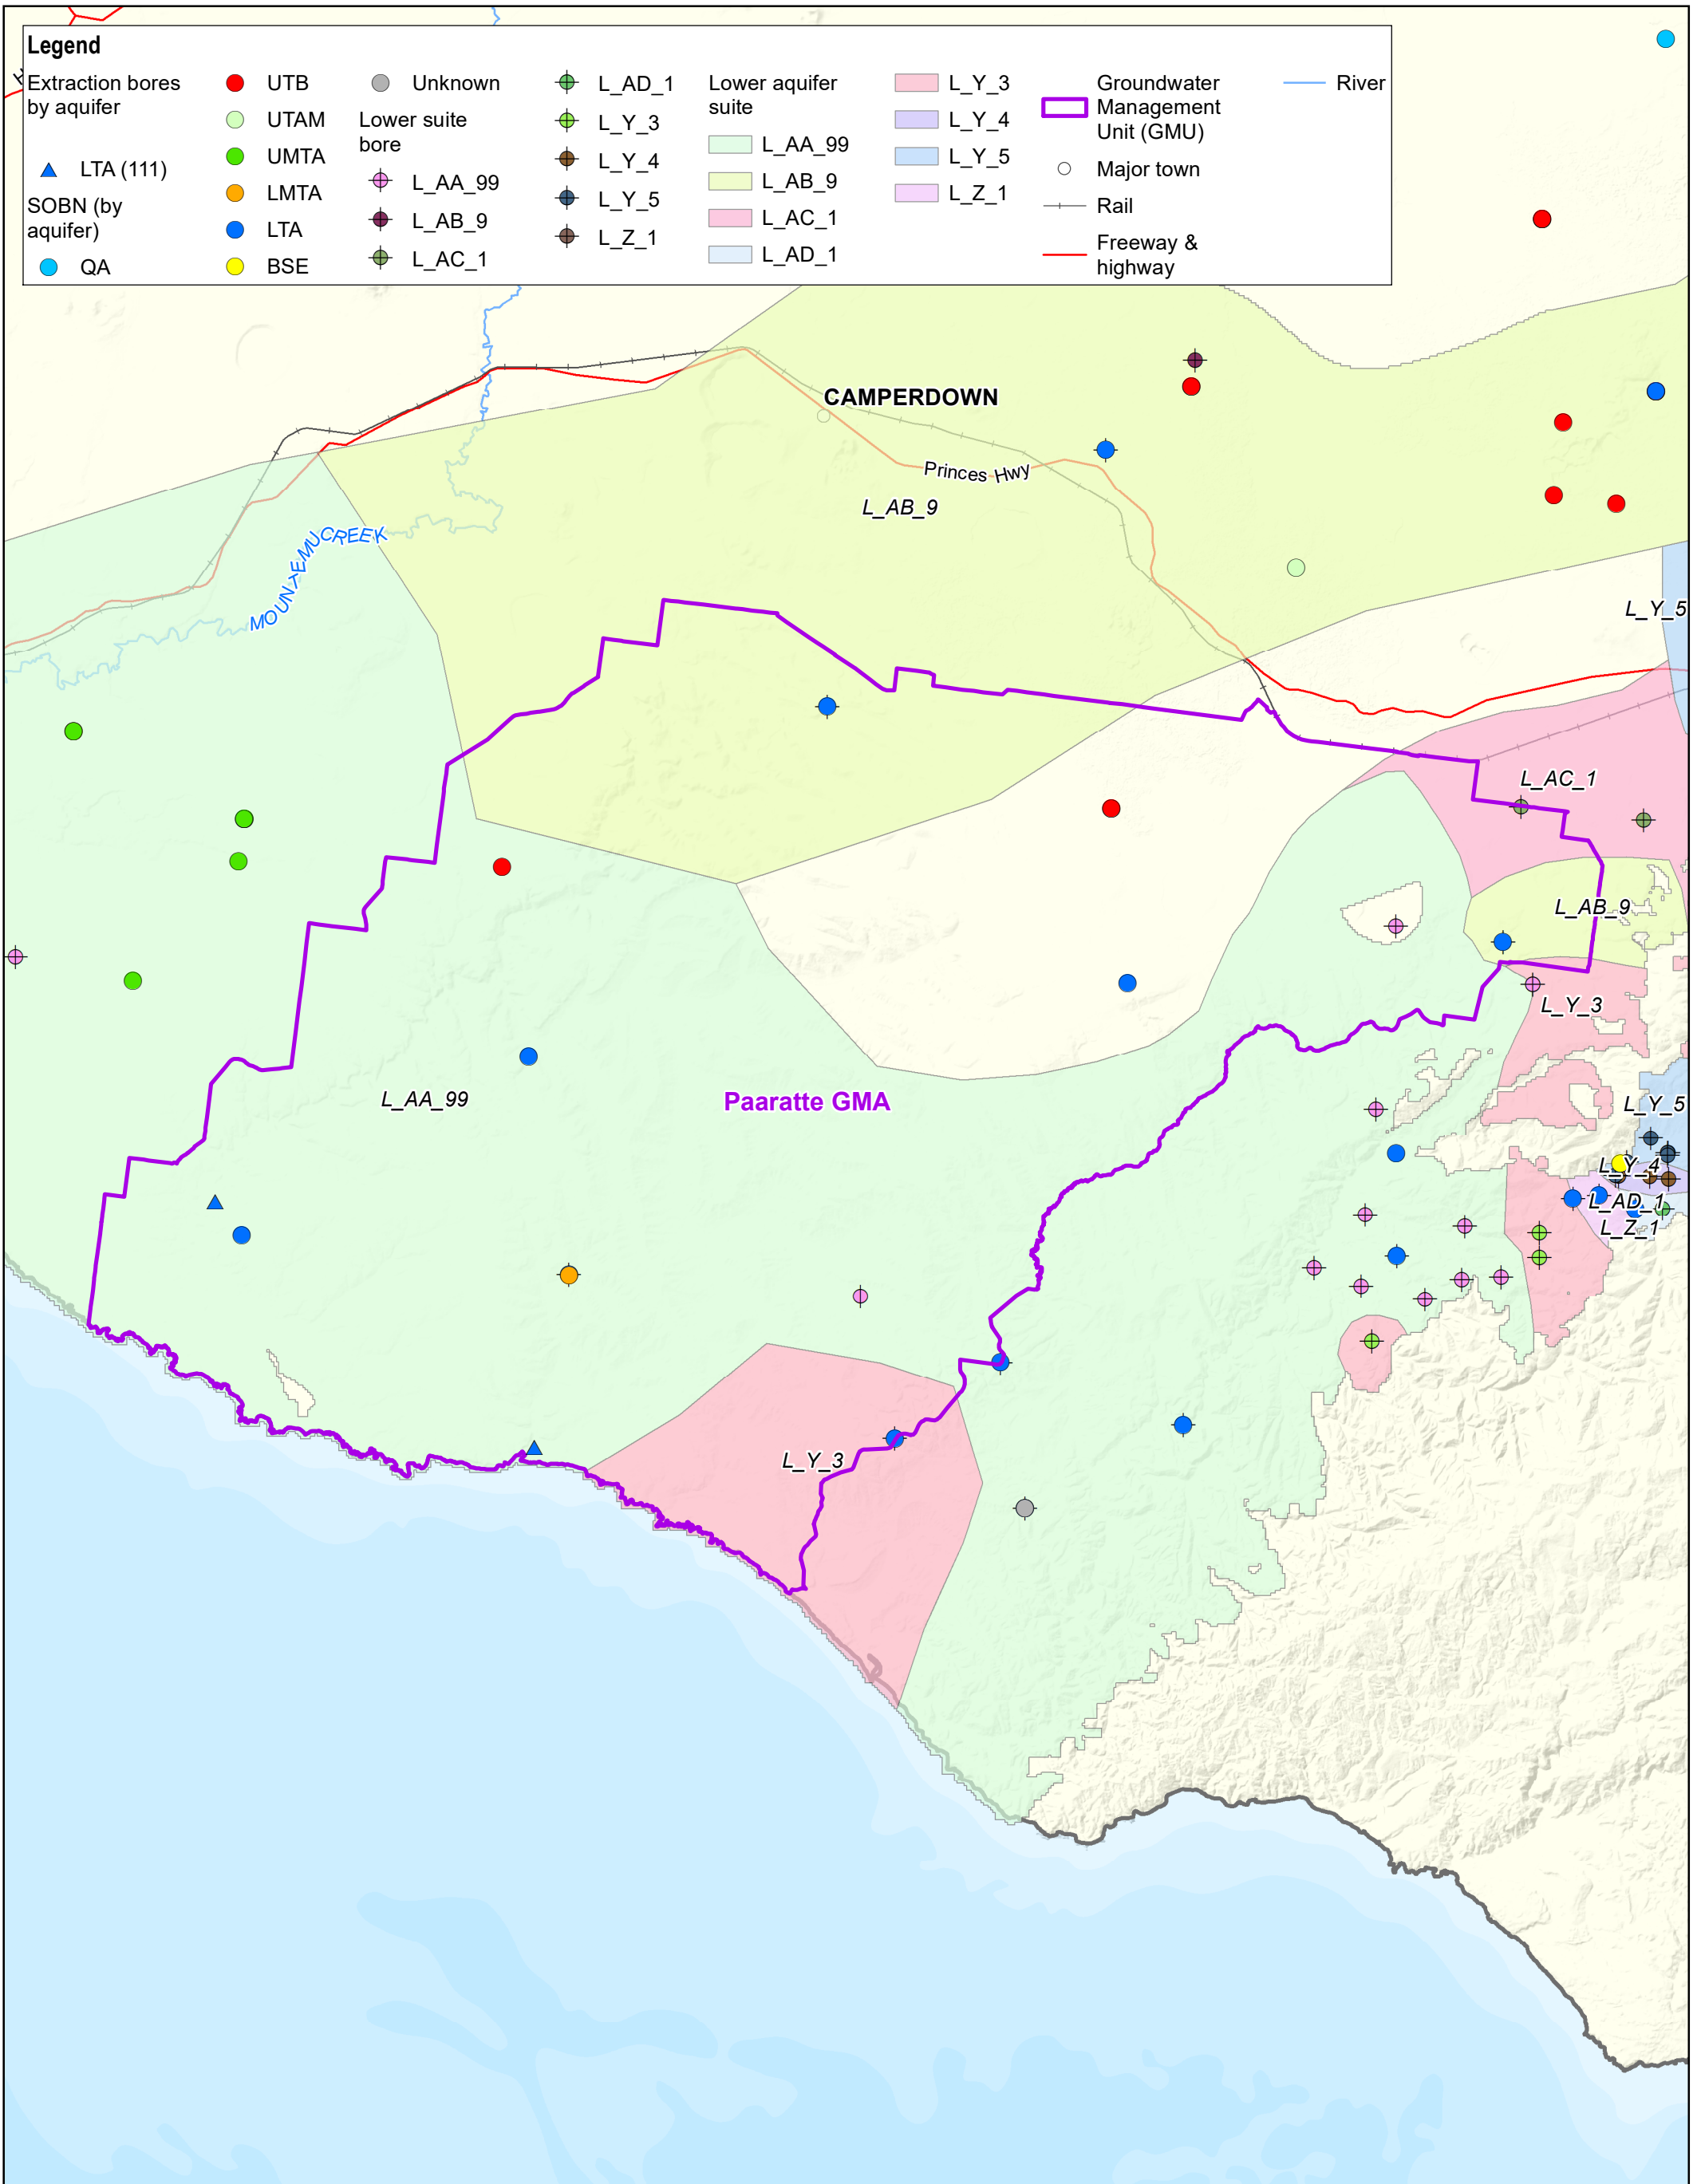 Legend
Extraction bores
by aquifer
LTA (111)
SOBN (by
aquifer)
QA
UTB
UTAM
UMTA
LMTA
LTA
BSE
Unknown
Lower suite
bore
L_AA_99
L_AB_9
L_AC_1
L_AD_1
L_Y_3
L_Y_4
L_Y_5
L_Z_1
Lower aquifer
suite
L_AA_99
L_AB_9
L_AC_1
L_AD_1
L_Y_3
L_Y_4
L_Y_5
L_Z_1
Groundwater
Management
Unit (GMU)
Major town
Rail
Freeway &
highway
River
CAMPERDOWN
Princes Hwy
L_AB_9
MOUNT EMU CREEK
L_Y_5
L_AC_1
L_AB_9
L_Y_3
L_AA_99
Paaratte GMA
L_Y_5
L_Y_4
L_AD_1
L_Z_1
L_Y_3